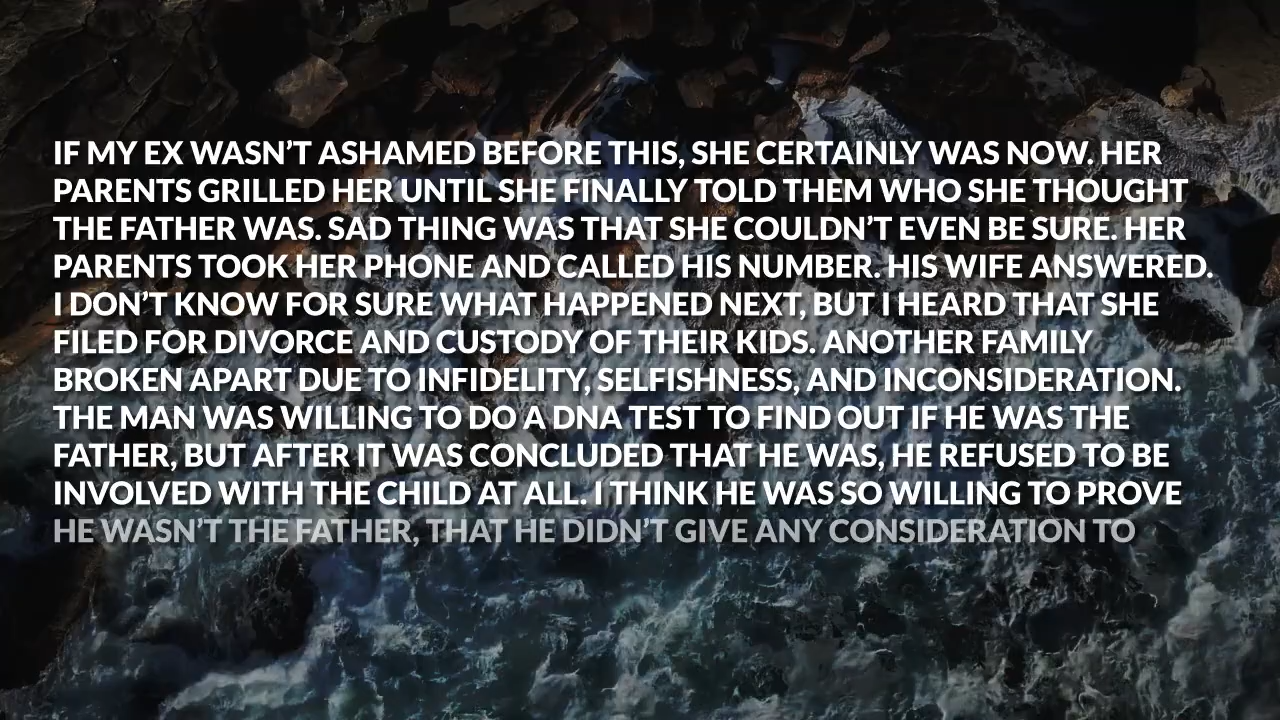 IF MY EX WASN’T ASHAMED BEFORE THIS, SHE CERTAINLY WAS NOW. HER
PARENTS GRILLED HER UNTIL SHE FINALLY TOLD THEM WHO SHE THOUGHT
THE FATHER WAS. SAD THING WAS THAT SHE COULDN’T EVEN BE SURE. HER
PARENTS TOOK HER PHONE AND CALLED HIS NUMBER. HIS WIFE ANSWERED.
I DON’T KNOW FOR SURE WHAT HAPPENED NEXT, BUT I HEARD THAT SHE
FILED FOR DIVORCE AND CUSTODY OF THEIR KIDS. ANOTHER FAMILY
BROKEN APART DUE TO INFIDELITY, SELFISHNESS, AND INCONSIDERATION.
THE MAN WAS WILLING TO DO A DNA TEST TO FIND OUT IF HE WAS THE
FATHER, BUT AFTER IT WAS CONCLUDED THAT HE WAS, HE REFUSED TO BE
INVOLVED WITH THE CHILD AT ALL. I THINK HE WAS SO WILLING TO PROVE
HE WASN’T THE FATHER, THAT HE DIDN’T GIVE ANY CONSIDERATION TO